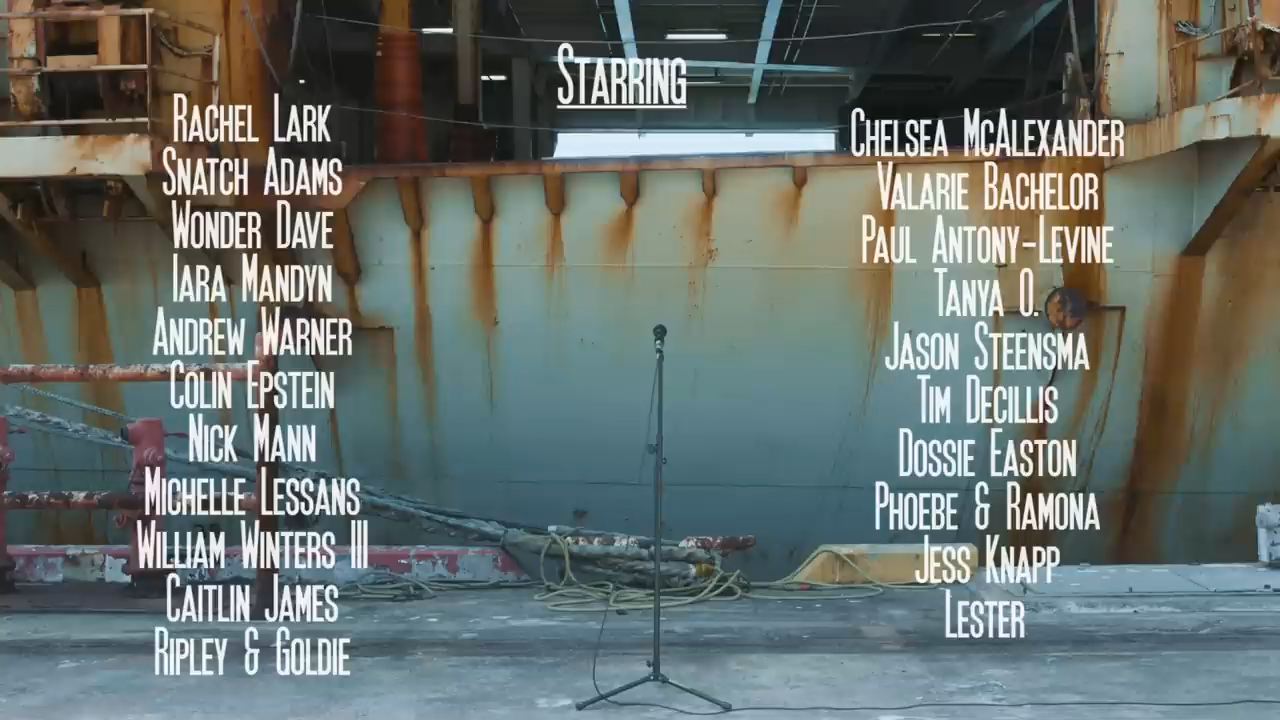 Starring
Rachel Lark
Snatch Adams
Wonder Dave
Iara Mandyn
Andrew Warner
Colin Epstein
Nick Mann
Michelle Lessans
William Winters III
Caitlin James
Ripley & Goldie
Chelsea McAlexander
Valarie Bachelor
Paul Antony-Levine
Tanya O.
Jason Steensma
Tim Decillis
Dossie Easton
Phoebe & Ramona
Jess Knapp
Lester